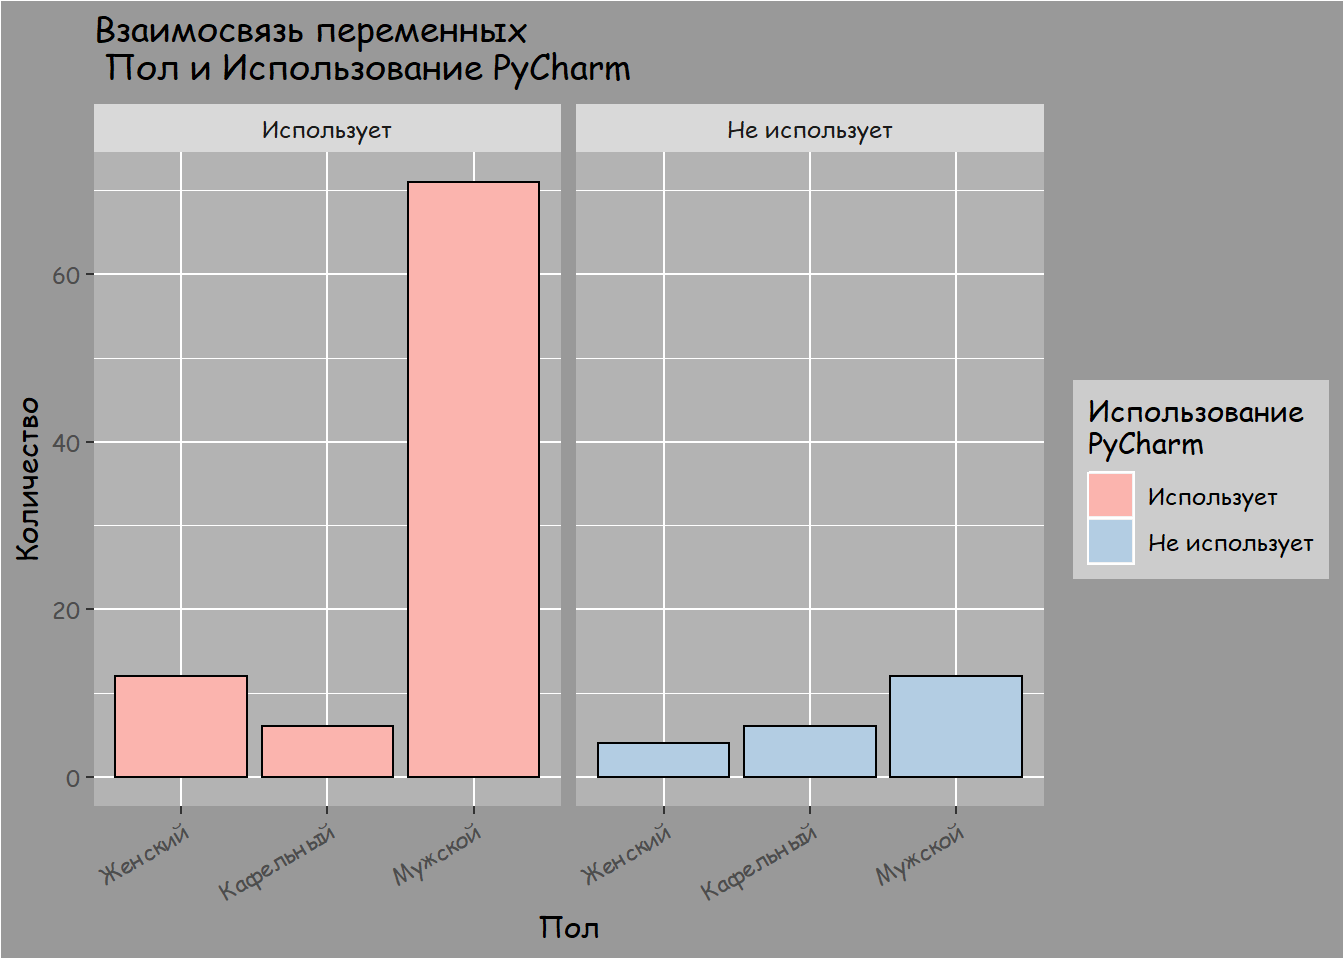 Взаимосвязь переменных
Пол и Использование PyCharm
Использует
Не использует
Количество
60
40
20
0
Женский
Кафельный
Мужской
Женский
Кафельный
Мужской
Пол
Использование
PyCharm
Использует
Не использует